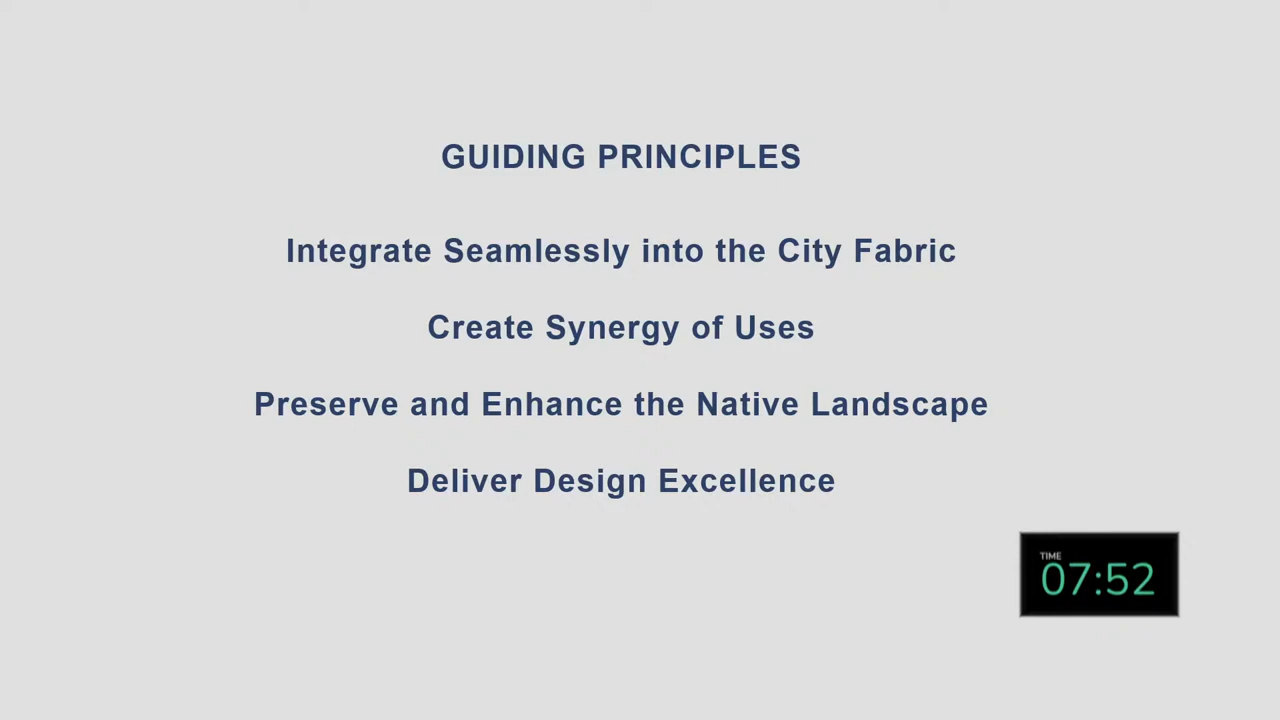 GUIDING PRINCIPLES
Integrate Seamlessly into the City Fabric
Create Synergy of Uses
Preserve and Enhance the Native Landscape
Deliver Design Excellence
TIME
07:52